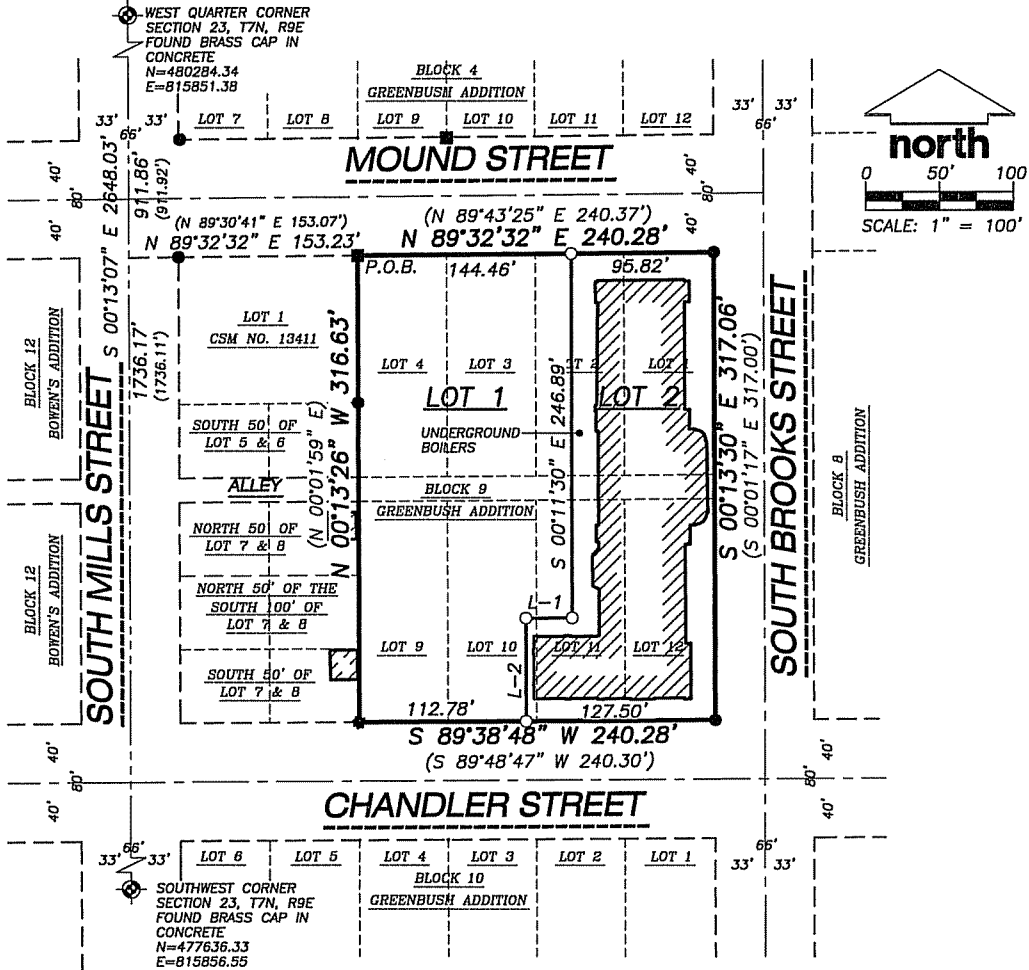 WEST QUARTER CORNER
SECTION 23, T7N, R9E
FOUND BRASS CAP IN
CONCRETE
N=480284.34
E=815851.38
BLOCK 4
GREENBUSH ADDITION
LOT 7
LOT 8
LOT 9
LOT 10
LOT 11
LOT 12
33'
33'
66'
33'
33'
66'
40'
80'
40'
MOUND STREET
40'
80'
40'
north
0 50' 100
SCALE: 1" = 100'
S 00°13'07" E 2648.03'
911.86'
(911.92')
1736.17'
(1736.11')
(N 89°30'41" E 153.07')
N 89°32'32" E 153.23'
(N 89°43'25" E 240.37')
N 89°32'32" E 240.28'
P.O.B.
144.46'
95.82'
BLOCK 12
BOWEN'S ADDITION
BLOCK 12
BOWEN'S ADDITION
SOUTH MILLS STREET
LOT 1
CSM NO. 13411
SOUTH 50' OF
LOT 5 & 6
ALLEY
NORTH 50' OF
LOT 7 & 8
NORTH 50' OF THE
SOUTH 100' OF
LOT 7 & 8
SOUTH 50' OF
LOT 7 & 8
(N 00°01'59" E)
N 00°13'26" W 316.63'
LOT 4
LOT 3
LOT 2
LOT 1
LOT 1
LOT 2
UNDERGROUND
BOILERS
S 00°11'30" E 246.89'
BLOCK 9
GREENBUSH ADDITION
L-1
L-2
LOT 9
LOT 10
LOT 11
LOT 12
S 00°13'30" E 317.06'
(S 00°01'17" E 317.00')
SOUTH BROOKS STREET
BLOCK 8
GREENBUSH ADDITION
112.78'
127.50'
S 89°38'48" W 240.28'
(S 89°48'47" W 240.30')
40'
80'
40'
CHANDLER STREET
40'
80'
40'
33'
66'
33'
LOT 6
LOT 5
LOT 4
LOT 3
LOT 2
LOT 1
33'
66'
33'
BLOCK 10
GREENBUSH ADDITION
SOUTHWEST CORNER
SECTION 23, T7N, R9E
FOUND BRASS CAP IN
CONCRETE
N=477636.33
E=815856.55